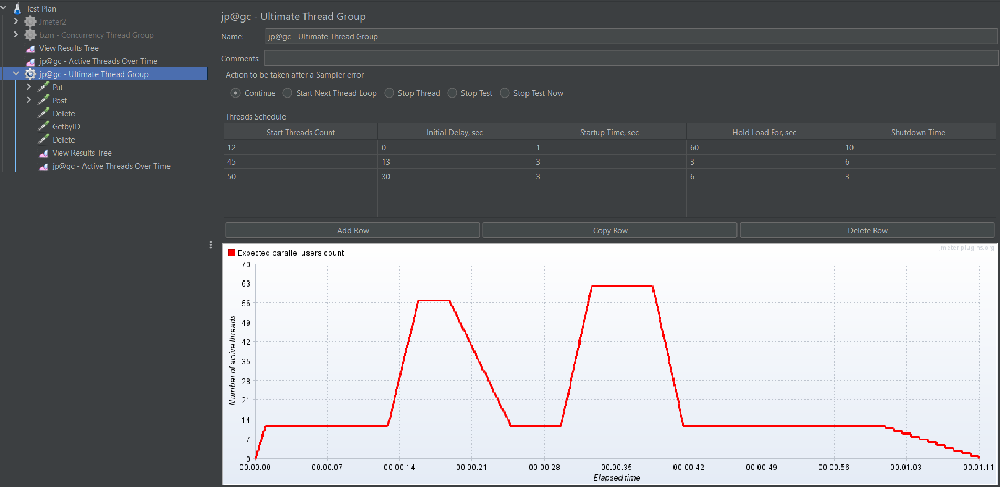 Test Plan
Jmeter2
bzm - Concurrency Thread Group
View Results Tree
jp@gc - Active Threads Over Time
jp@gc - Ultimate Thread Group
Put
Post
Delete
GetbyID
Delete
View Results Tree
jp@gc - Active Threads Over Time
jp@gc - Ultimate Thread Group
Name: jp@gc - Ultimate Thread Group
Comments:
Action to be taken after a Sampler error
Continue Start Next Thread Loop Stop Thread Stop Test Stop Test Now
Threads Schedule
Start Threads Count Initial Delay, sec Startup Time, sec Hold Load For, sec Shutdown Time
12 0 1 60 10
45 13 3 3 6
50 30 3 6 3
Add Row Copy Row Delete Row
jmeter-plugins.org
Expected parallel users count
70
63
56
49
42
35
28
21
14
7
0
Number of active threads
00:00:00 00:00:07 00:00:14 00:00:21 00:00:28 00:00:35 00:00:42 00:00:49 00:00:56 00:01:03 00:01:11
Elapsed time